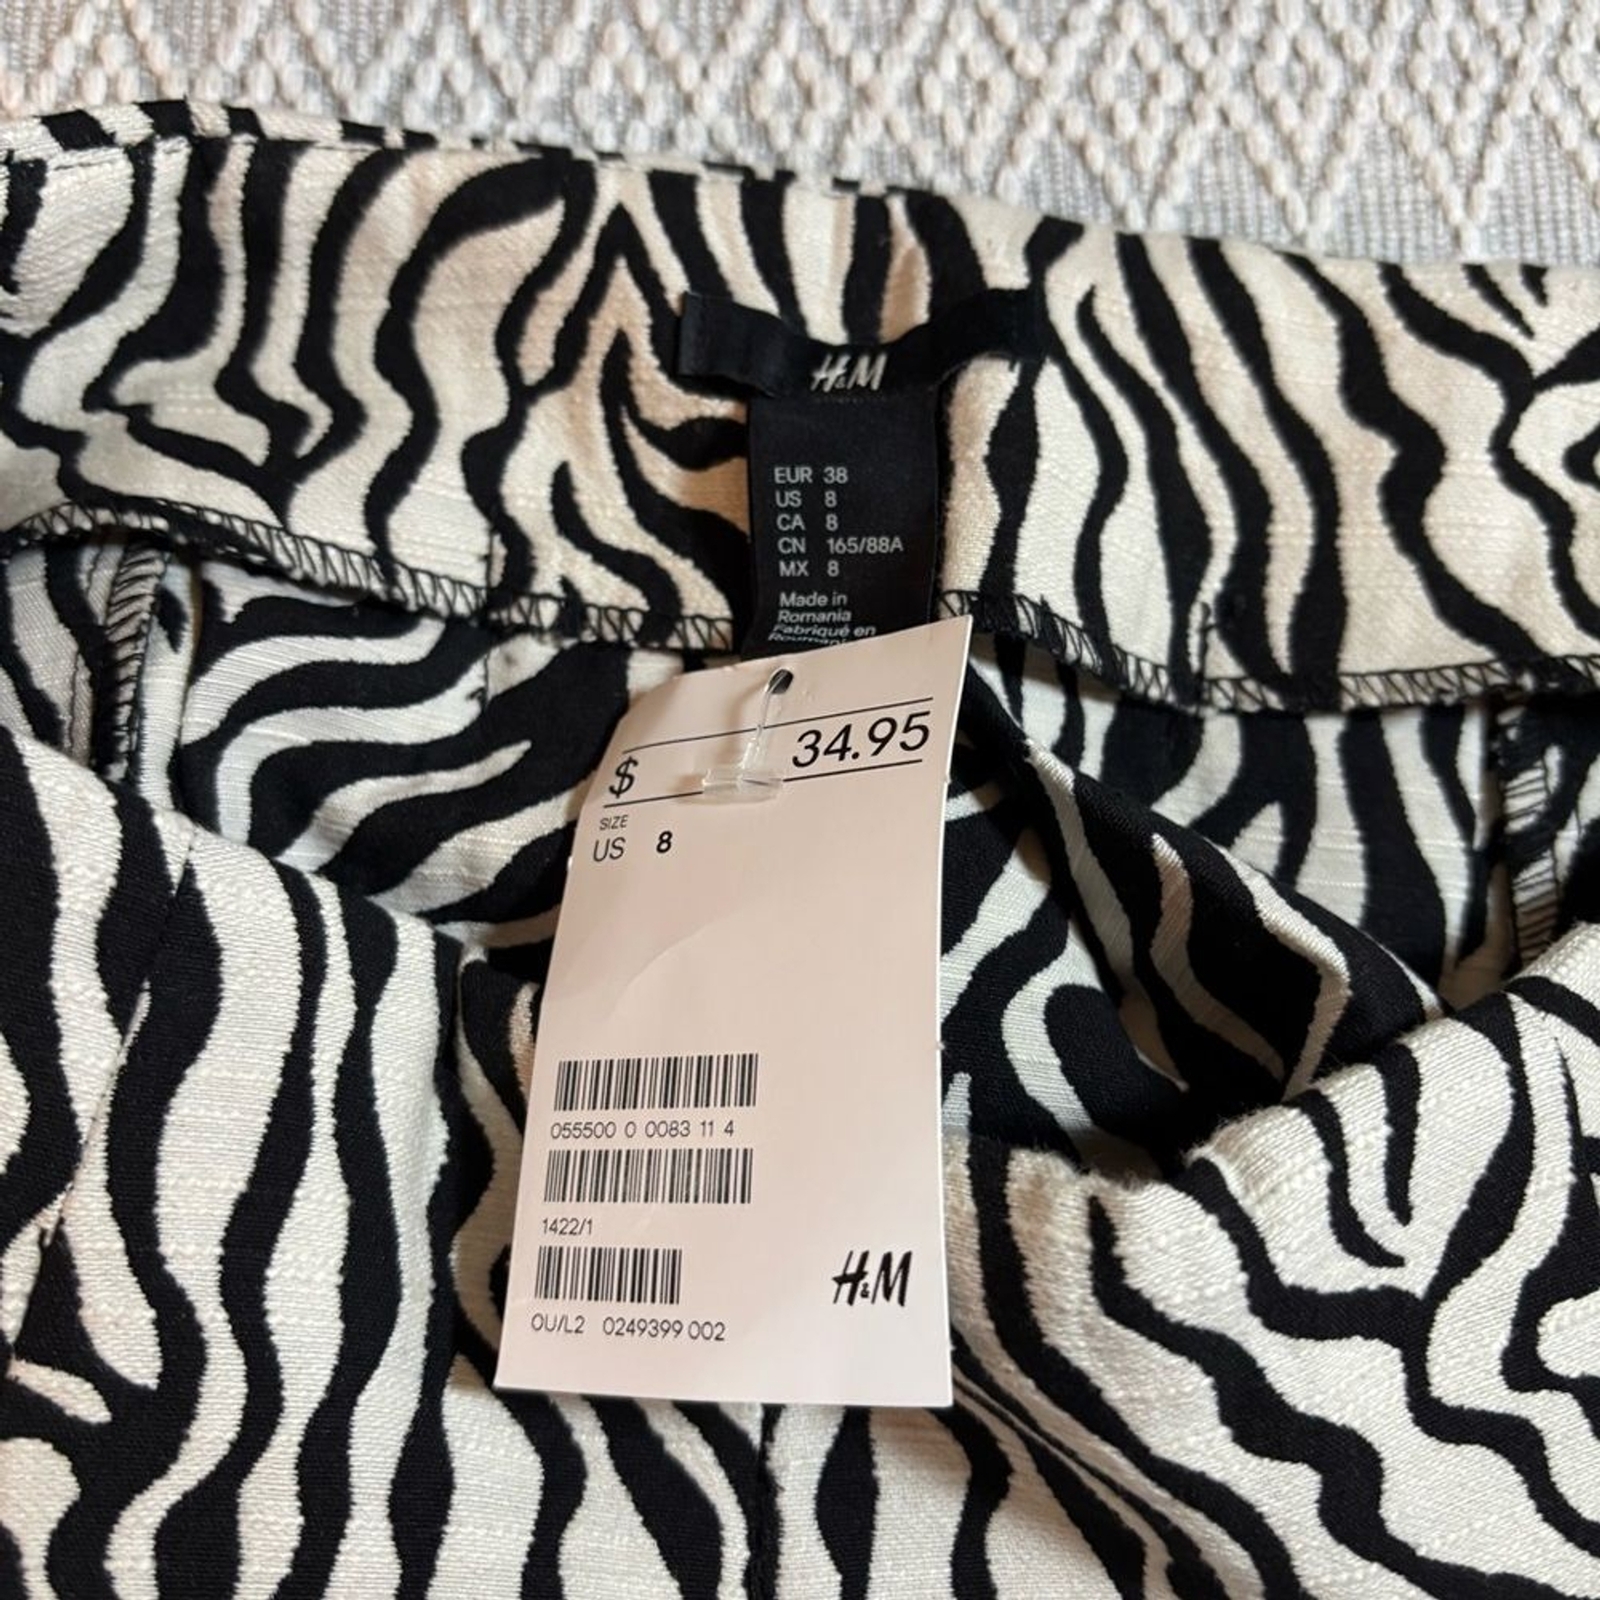 H&M
EUR 38
US 8
CA 8
CN 165/88A
MX 8
Made in
Romania
Fabriqué en
$ 34.95
SIZE
US 8
055500 0 0083 11 4
1422/1
H&M
OU/L2 0249399 002